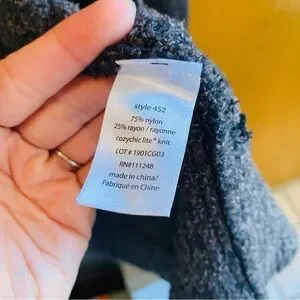 style 452
75% nylon
25% rayon / rayonne
cozychic lite® knit
LOT # 1901CG03
RN#111248
made in china/
Fabriqué en Chine